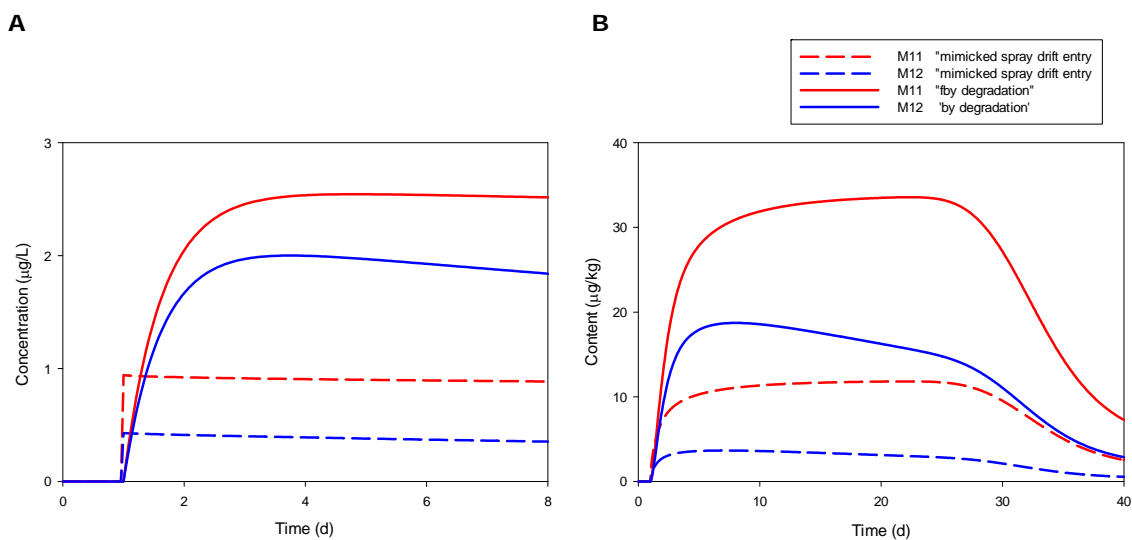 A
B
M11 "mimicked spray drift entry
M12 "mimicked spray drift entry
M11 "fby degradation"
M12 'by degradation'
3
2
1
0
Concentration (µg/L)
0 2 4 6 8
Time (d)
40
30
20
10
0
Content (µg/kg)
0 10 20 30 40
Time (d)